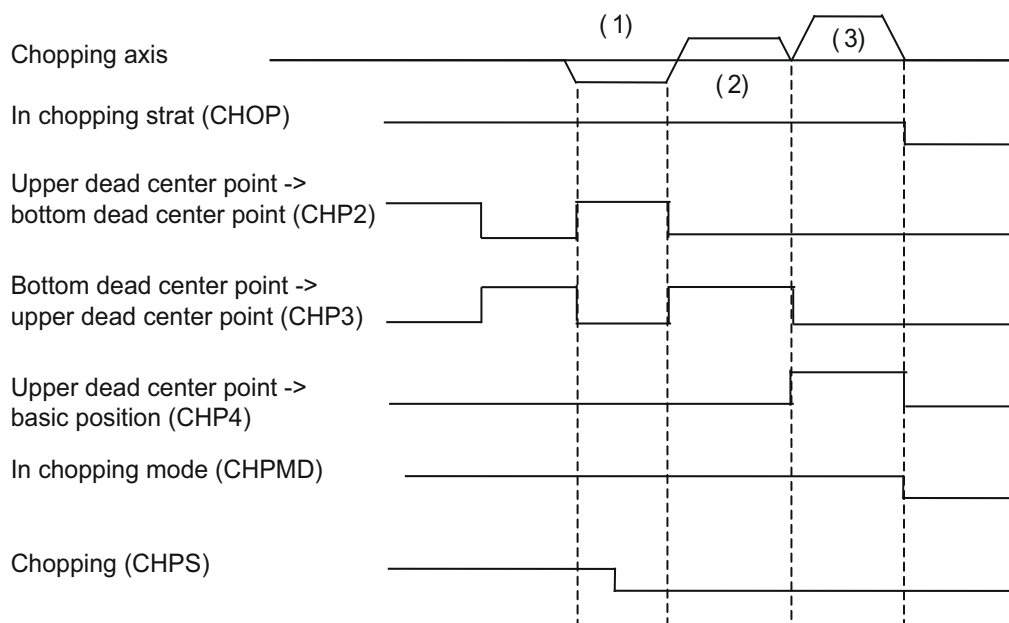 ( 1 )
Chopping axis
( 3 )
( 2 )
In chopping strat (CHOP)
Upper dead center point ->
bottom dead center point (CHP2)
Bottom dead center point ->
upper dead center point (CHP3)
Upper dead center point ->
basic position (CHP4)
In chopping mode (CHPMD)
Chopping (CHPS)